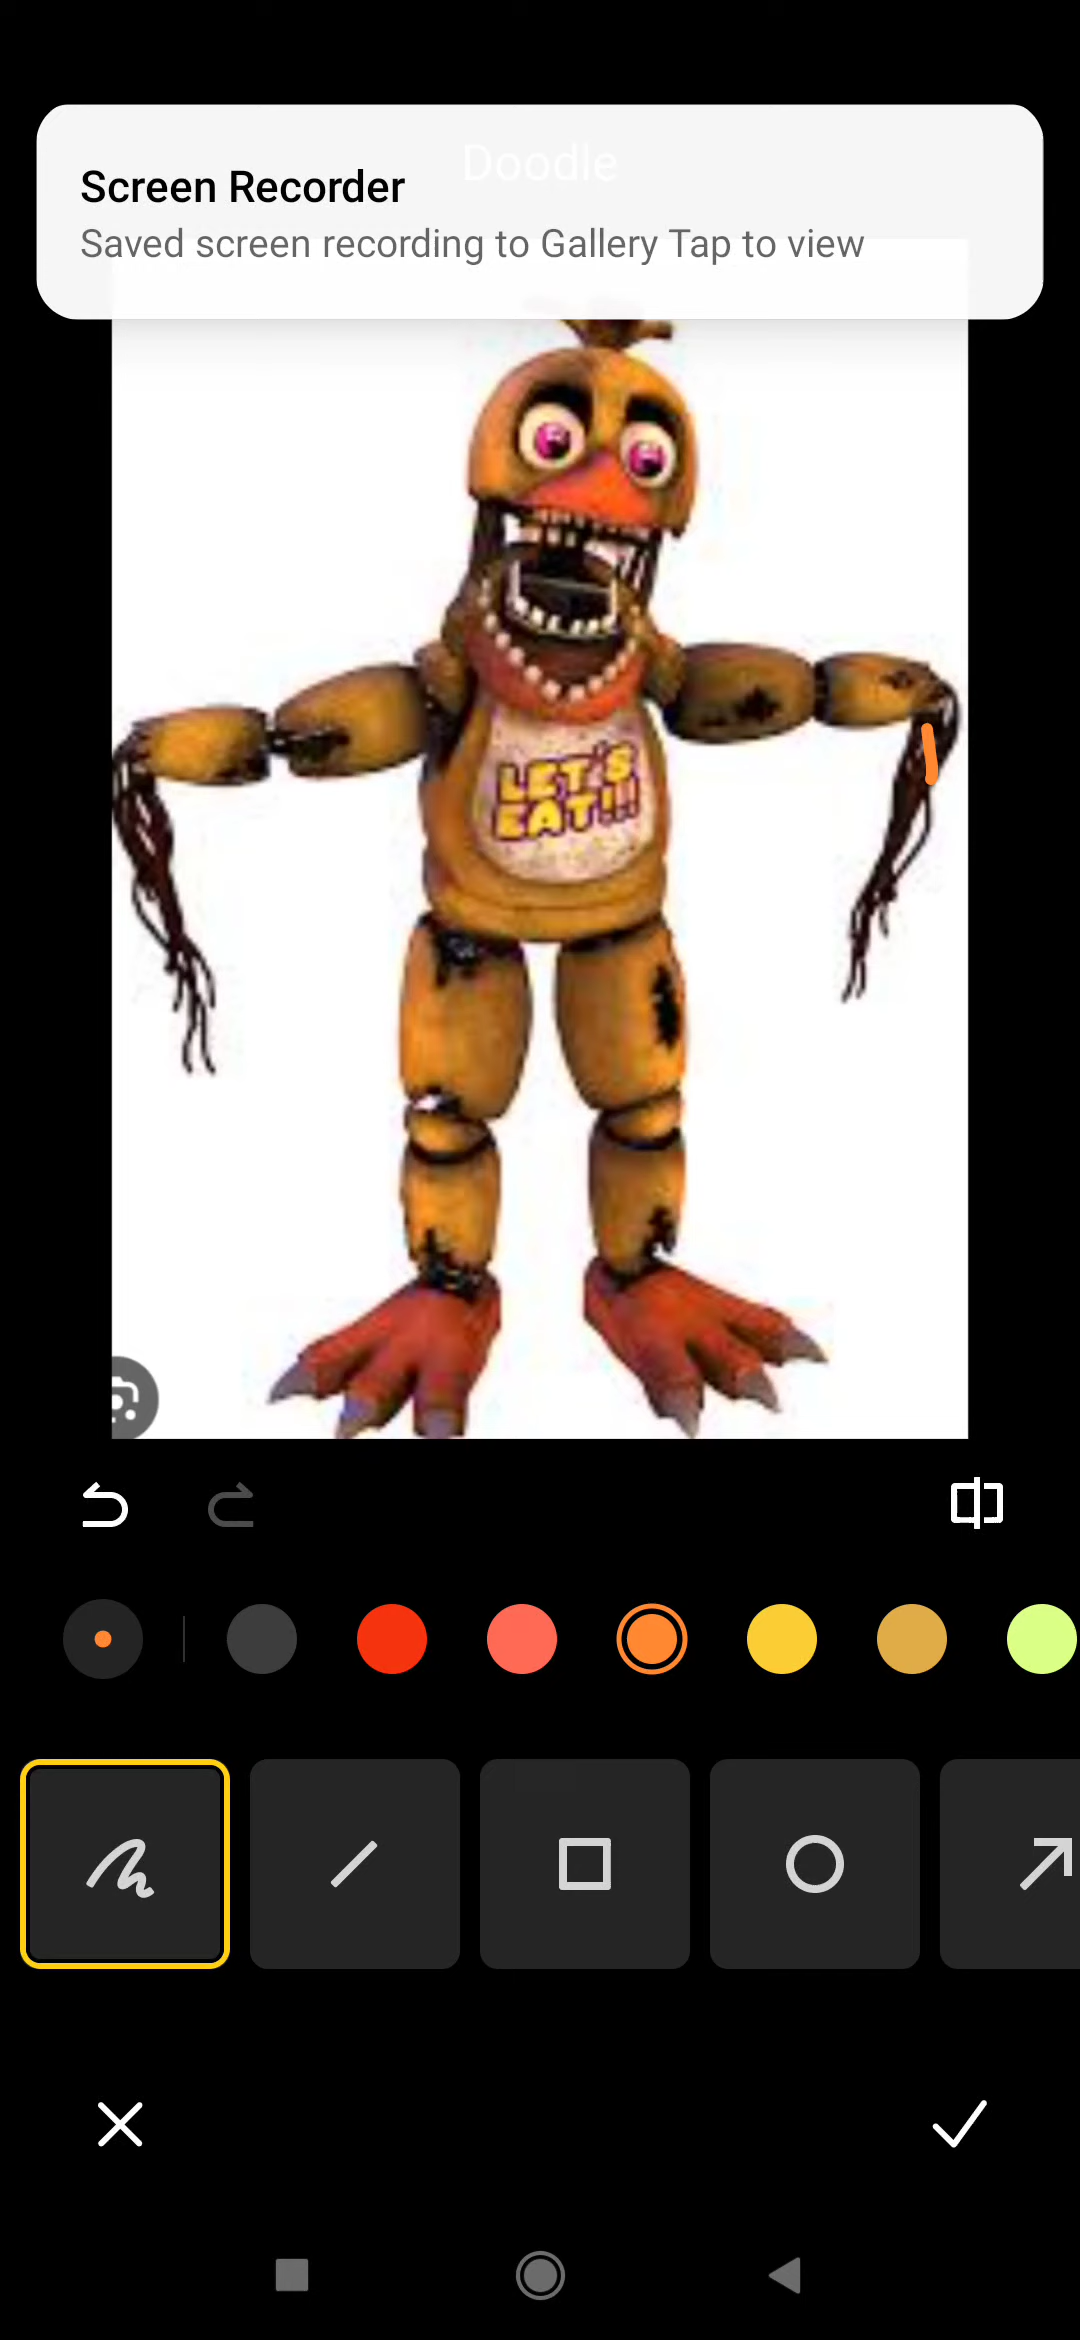 Doodle
Screen Recorder
Saved screen recording to Gallery Tap to view
LET'S
EAT!!!